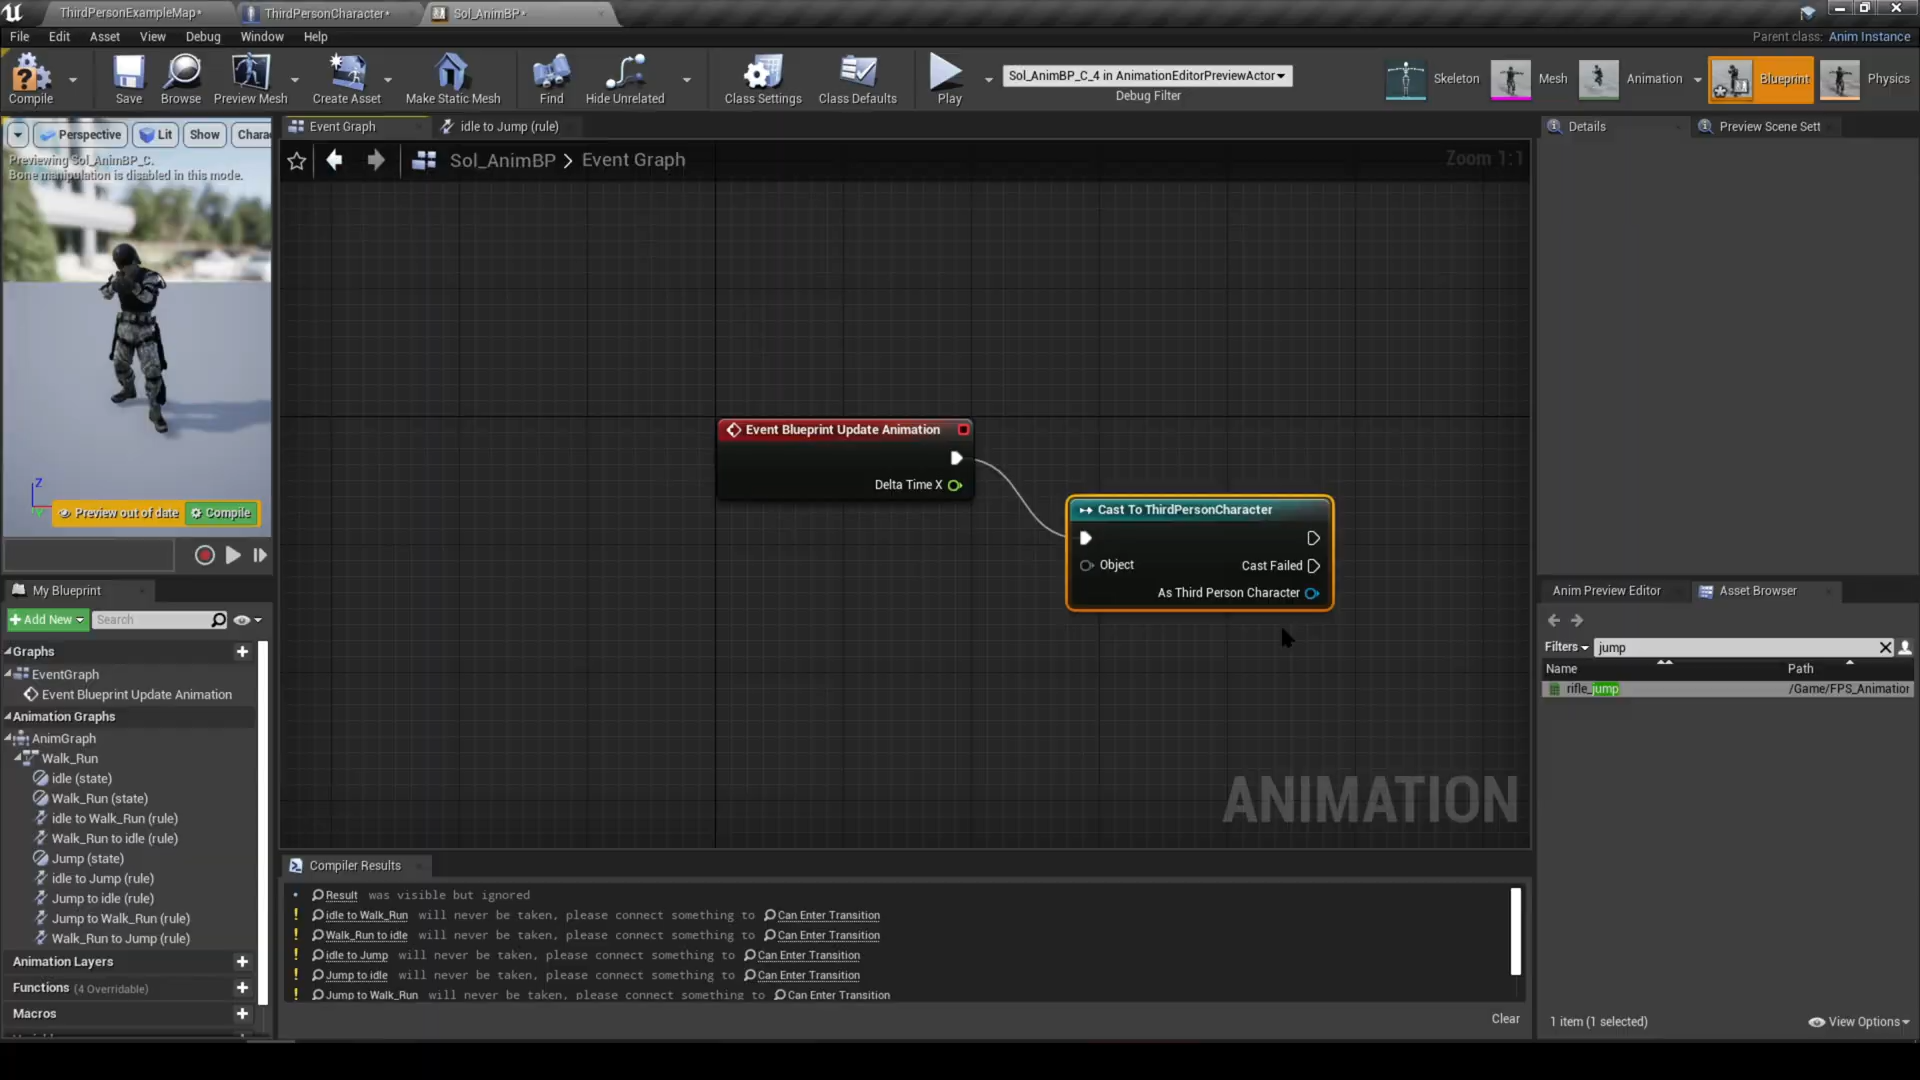 ThirdPersonExampleMap*
ThirdPersonCharacter*
Sol_AnimBP*
File Edit Asset View Debug Window Help
Parent class: Anim Instance
Compile
Save
Browse
Preview Mesh
Create Asset
Make Static Mesh
Find
Hide Unrelated
Class Settings
Class Defaults
Play
Sol_AnimBP_C_4 in AnimationEditorPreviewActor
Debug Filter
Skeleton
Mesh
Animation
Blueprint
Physics
Perspective
Lit
Show
Chara
Previewing Sol_AnimBP_C.
Bone manipulation is disabled in this mode.
Z
Preview out of date
Compile
Event Graph
idle to Jump (rule)
Sol_AnimBP > Event Graph
Zoom 1:1
Event Blueprint Update Animation
Delta Time X
Cast To ThirdPersonCharacter
Object
Cast Failed
As Third Person Character
ANIMATION
Details
Preview Scene Sett
My Blueprint
Add New
Search
Graphs
EventGraph
Event Blueprint Update Animation
Animation Graphs
AnimGraph
Walk_Run
idle (state)
Walk_Run (state)
idle to Walk_Run (rule)
Walk_Run to idle (rule)
Jump (state)
idle to Jump (rule)
Jump to idle (rule)
Jump to Walk_Run (rule)
Walk_Run to Jump (rule)
Animation Layers
Functions (4 Overridable)
Macros
Compiler Results
Result was visible but ignored
idle to Walk_Run will never be taken, please connect something to Can Enter Transition
Walk_Run to idle will never be taken, please connect something to Can Enter Transition
idle to Jump will never be taken, please connect something to Can Enter Transition
Jump to idle will never be taken, please connect something to Can Enter Transition
Jump to Walk_Run will never be taken, please connect something to Can Enter Transition
Clear
Anim Preview Editor
Asset Browser
Filters
jump
Name
Path
rifle_jump
/Game/FPS_Animation
1 item (1 selected)
View Options